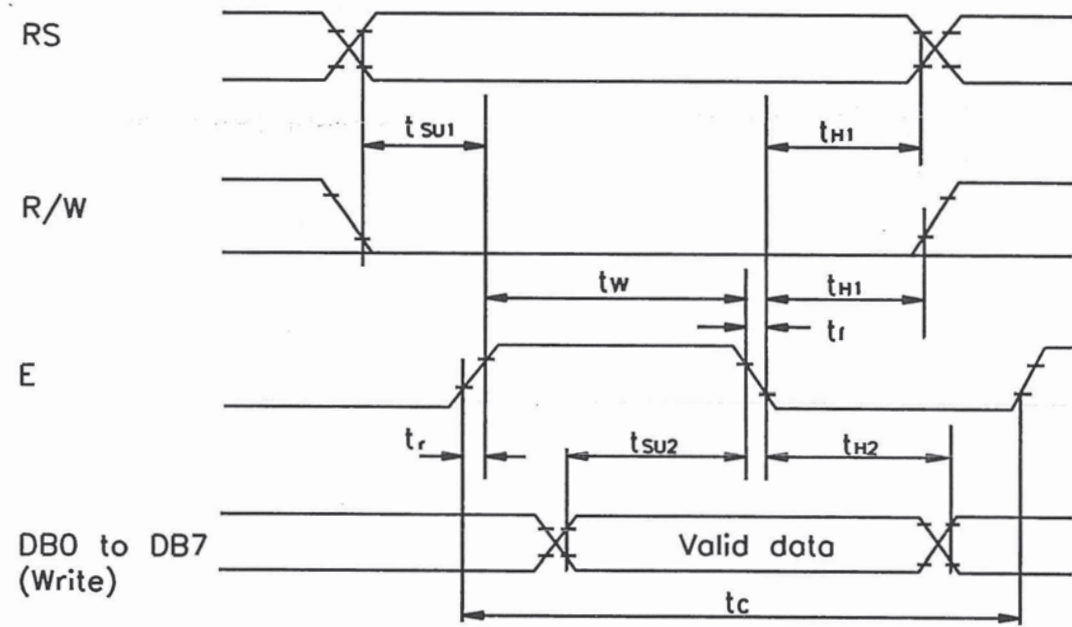 RS
tSU1
tH1
R/W
tW
tH1
tf
E
tr
tSU2
tH2
DB0 to DB7
(Write)
Valid data
tC